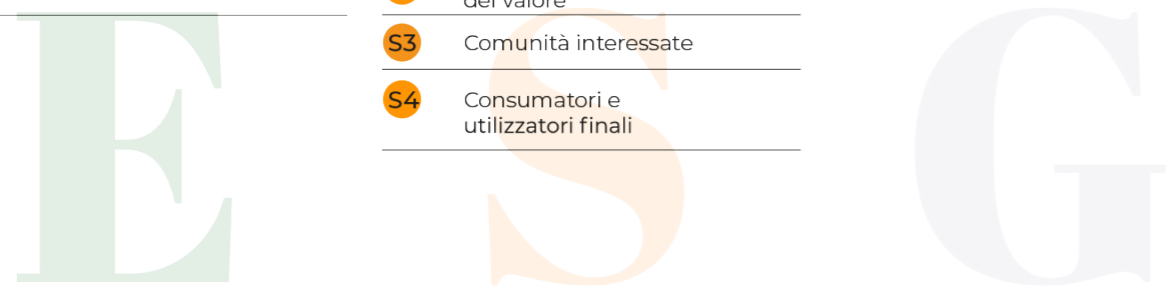 del valore
S3 Comunità interessate
S4 Consumatori e
utilizzatori finali
E S G